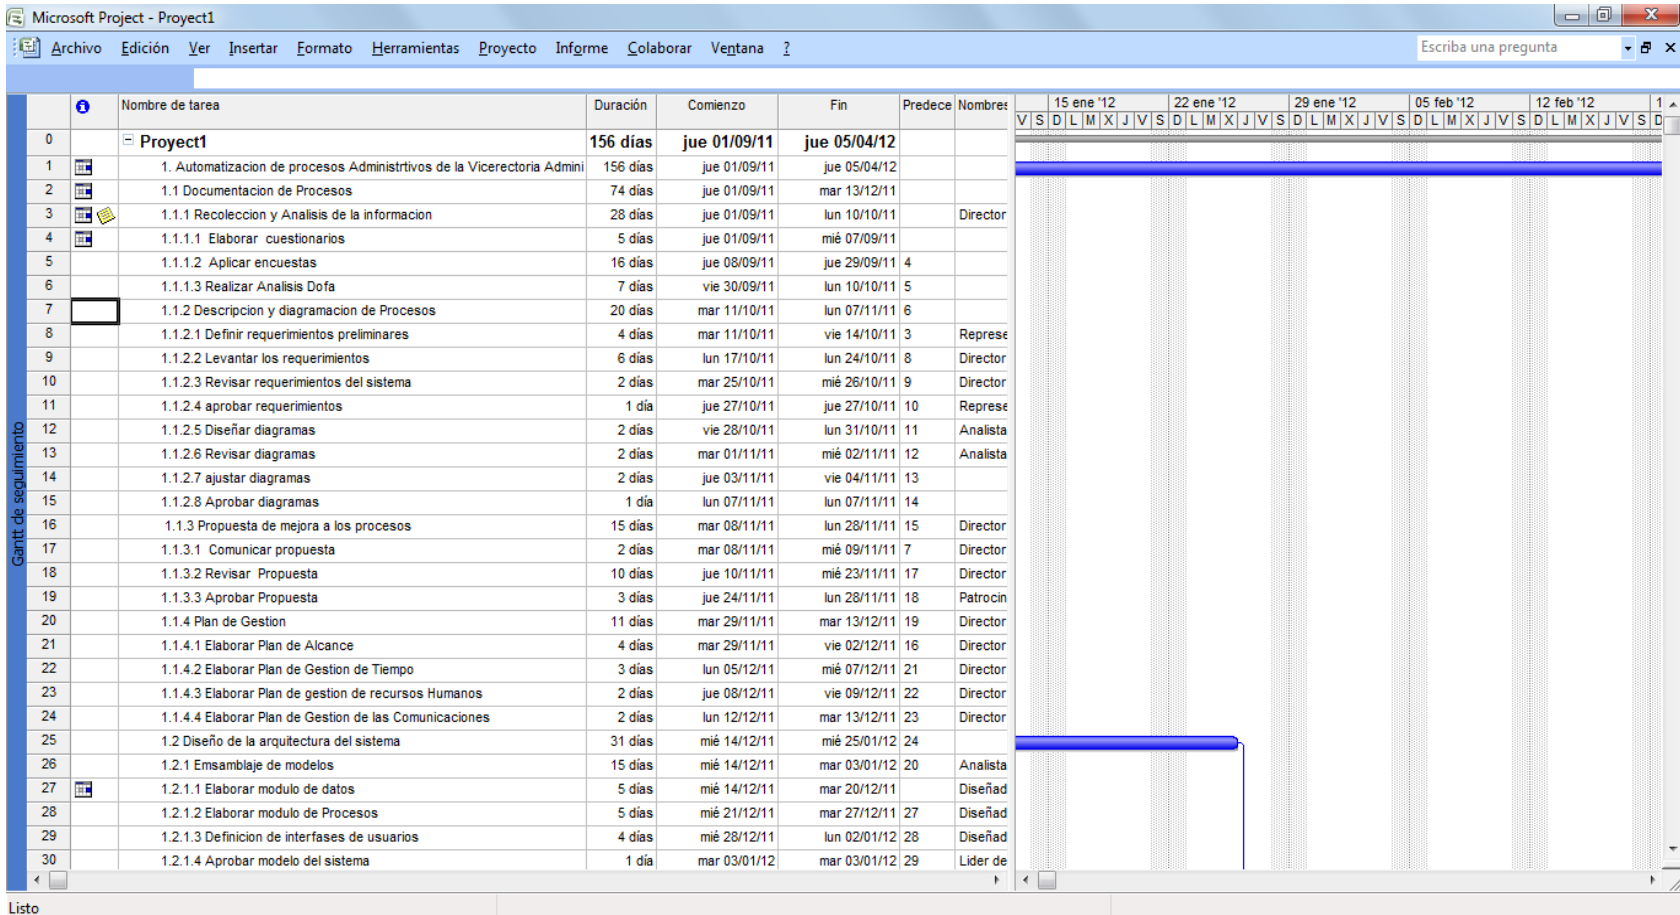 Microsoft Project - Proyect1
Archivo Edición Ver Insertar Formato Herramientas Proyecto Informe Colaborar Ventana ? Escriba una pregunta
Nombre de tarea Duración Comienzo Fin Predece Nombres 15 ene '12 22 ene '12 29 ene '12 05 feb '12 12 feb '12 1
V S D L M X J V S D L M X J V S D L M X J V S D L M X J V S D L M X J V S D
0 Proyect1 156 días jue 01/09/11 jue 05/04/12
1 1. Automatizacion de procesos Administrtivos de la Vicerectoria Admini 156 días jue 01/09/11 jue 05/04/12
2 1.1 Documentacion de Procesos 74 días jue 01/09/11 mar 13/12/11
3 1.1.1 Recoleccion y Analisis de la informacion 28 días jue 01/09/11 lun 10/10/11 Director
4 1.1.1.1 Elaborar cuestionarios 5 días jue 01/09/11 mié 07/09/11
5 1.1.1.2 Aplicar encuestas 16 días jue 08/09/11 jue 29/09/11 4
6 1.1.1.3 Realizar Analisis Dofa 7 días vie 30/09/11 lun 10/10/11 5
7 1.1.2 Descripcion y diagramacion de Procesos 20 días mar 11/10/11 lun 07/11/11 6
8 1.1.2.1 Definir requerimientos preliminares 4 días mar 11/10/11 vie 14/10/11 3 Represe
9 1.1.2.2 Levantar los requerimientos 6 días lun 17/10/11 lun 24/10/11 8 Director
10 1.1.2.3 Revisar requerimientos del sistema 2 días mar 25/10/11 mié 26/10/11 9 Director
11 1.1.2.4 aprobar requerimientos 1 día jue 27/10/11 jue 27/10/11 10 Represe
12 1.1.2.5 Diseñar diagramas 2 días vie 28/10/11 lun 31/10/11 11 Analista
13 1.1.2.6 Revisar diagramas 2 días mar 01/11/11 mié 02/11/11 12 Analista
14 1.1.2.7 ajustar diagramas 2 días jue 03/11/11 vie 04/11/11 13
15 1.1.2.8 Aprobar diagramas 1 día lun 07/11/11 lun 07/11/11 14
16 1.1.3 Propuesta de mejora a los procesos 15 días mar 08/11/11 lun 28/11/11 15 Director
17 1.1.3.1 Comunicar propuesta 2 días mar 08/11/11 mié 09/11/11 7 Director
18 1.1.3.2 Revisar Propuesta 10 días jue 10/11/11 mié 23/11/11 17 Director
19 1.1.3.3 Aprobar Propuesta 3 días jue 24/11/11 lun 28/11/11 18 Patrocin
20 1.1.4 Plan de Gestion 11 días mar 29/11/11 mar 13/12/11 19 Director
21 1.1.4.1 Elaborar Plan de Alcance 4 días mar 29/11/11 vie 02/12/11 16 Director
22 1.1.4.2 Elaborar Plan de Gestion de Tiempo 3 días lun 05/12/11 mié 07/12/11 21 Director
23 1.1.4.3 Elaborar Plan de gestion de recursos Humanos 2 días jue 08/12/11 vie 09/12/11 22 Director
24 1.1.4.4 Elaborar Plan de Gestion de las Comunicaciones 2 días lun 12/12/11 mar 13/12/11 23 Director
25 1.2 Diseño de la arquitectura del sistema 31 días mié 14/12/11 mié 25/01/12 24
26 1.2.1 Emsamblaje de modelos 15 días mié 14/12/11 mar 03/01/12 20 Analista
27 1.2.1.1 Elaborar modulo de datos 5 días mié 14/12/11 mar 20/12/11 Diseñad
28 1.2.1.2 Elaborar modulo de Procesos 5 días mié 21/12/11 mar 27/12/11 27 Diseñad
29 1.2.1.3 Definicion de interfases de usuarios 4 días mié 28/12/11 lun 02/01/12 28 Diseñad
30 1.2.1.4 Aprobar modelo del sistema 1 día mar 03/01/12 mar 03/01/12 29 Lider de
Gantt de seguimiento
Listo